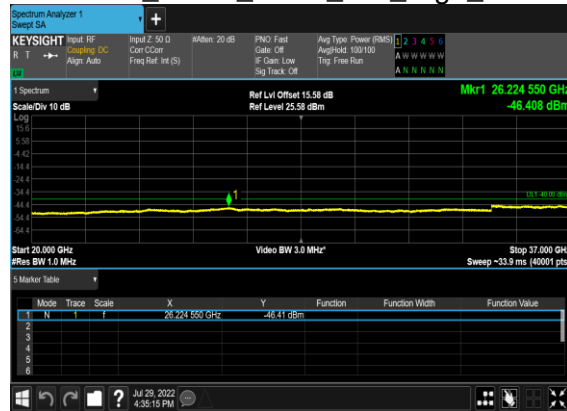 Spectrum Analyzer 1
Swept SA
+
KEYSIGHT Input: RF Input Z: 50 Ω #Atten: 20 dB PNO: Fast Avg Type: Power (RMS) 1 2 3 4 5 6
R T Coupling: DC Corr CCorr Gate: Off Avg|Hold: 100/100 A W W W W W
Align: Auto Freq Ref: Int (S) IF Gain: Low Trig: Free Run
Sig Track: Off A N N N N N
1 Spectrum Ref Lvl Offset 15.58 dB Mkr1 26.224 550 GHz
Scale/Div 10 dB Ref Level 25.58 dBm -46.408 dBm
Log
15.6
5.58
-4.42
-14.4
-24.4
-34.4
1
-44.4
-54.4
-64.4
Start 20.000 GHz Video BW 3.0 MHz* Stop 37.000 GHz
#Res BW 1.0 MHz Sweep ~33.9 ms (40001 pts)
5 Marker Table
Mode Trace Scale X Y Function Function Width Function Value
1 N 1 f 26.224 550 GHz -46.41 dBm
2
3
4
5
6
? Jul 29, 2022
4:35:15 PM